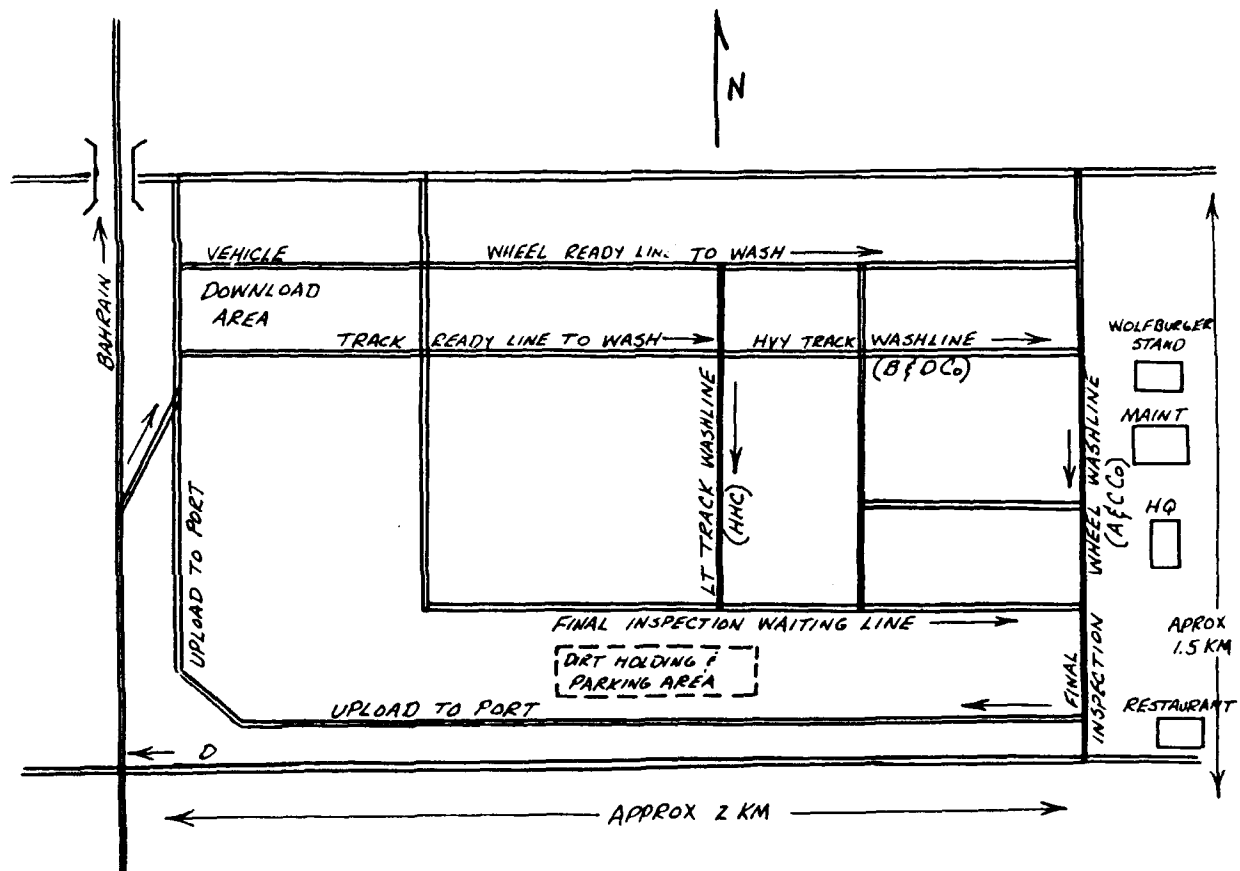 N
BAHRAIN
VEHICLE
WHEEL READY LINE TO WASH
DOWNLOAD
AREA
TRACK READY LINE TO WASH
HVY TRACK WASHLINE
(B & D Co)
WOLFBURGER
STAND
MAINT
HQ
LT TRACK WASHLINE
(HHC)
WHEEL WASHLINE
(A & C Co)
UPLOAD TO PORT
FINAL INSPECTION WAITING LINE
DIRT HOLDING &
PARKING AREA
UPLOAD TO PORT
FINAL
INSPECTION
APROX
1.5 KM
RESTAURANT
D
APPROX 2 KM